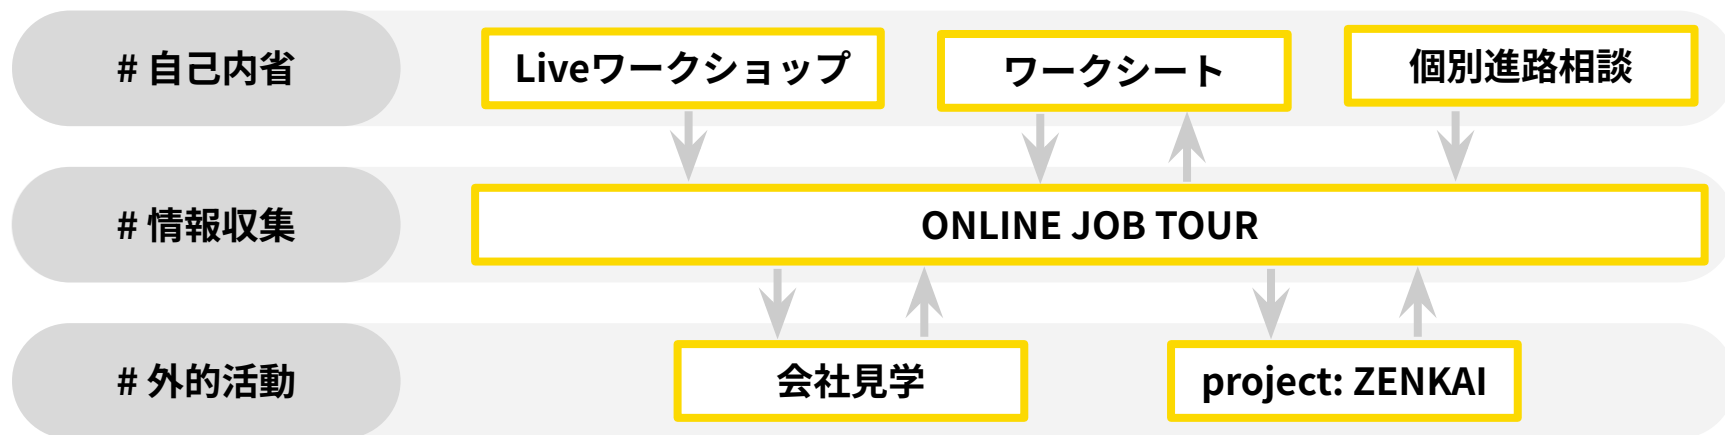 # 自己内省
Liveワークショップ
ワークシート
個別進路相談
# 情報収集
ONLINE JOB TOUR
# 外的活動
会社見学
project: ZENKAI